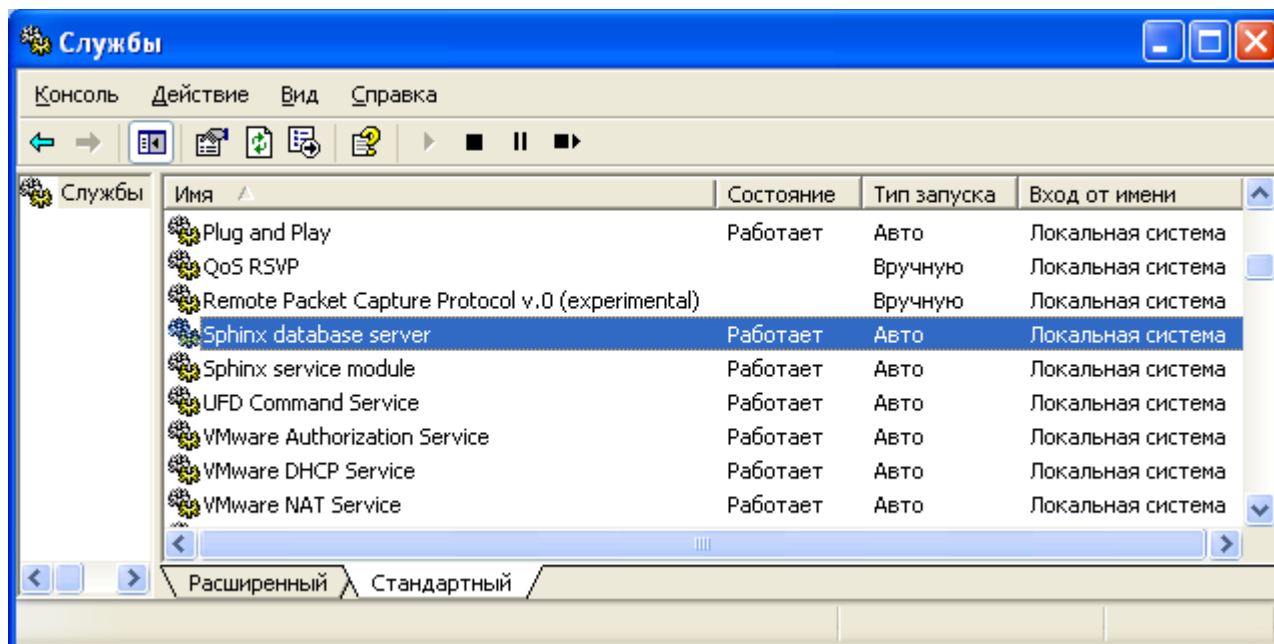 Службы
Консоль Действие Вид Справка
Службы
Имя Состояние Тип запуска Вход от имени
Plug and Play Работает Авто Локальная система
QoS RSVP Вручную Локальная система
Remote Packet Capture Protocol v.0 (experimental) Вручную Локальная система
Sphinx database server Работает Авто Локальная система
Sphinx service module Работает Авто Локальная система
UFD Command Service Работает Авто Локальная система
VMware Authorization Service Работает Авто Локальная система
VMware DHCP Service Работает Авто Локальная система
VMware NAT Service Работает Авто Локальная система
Расширенный Стандартный